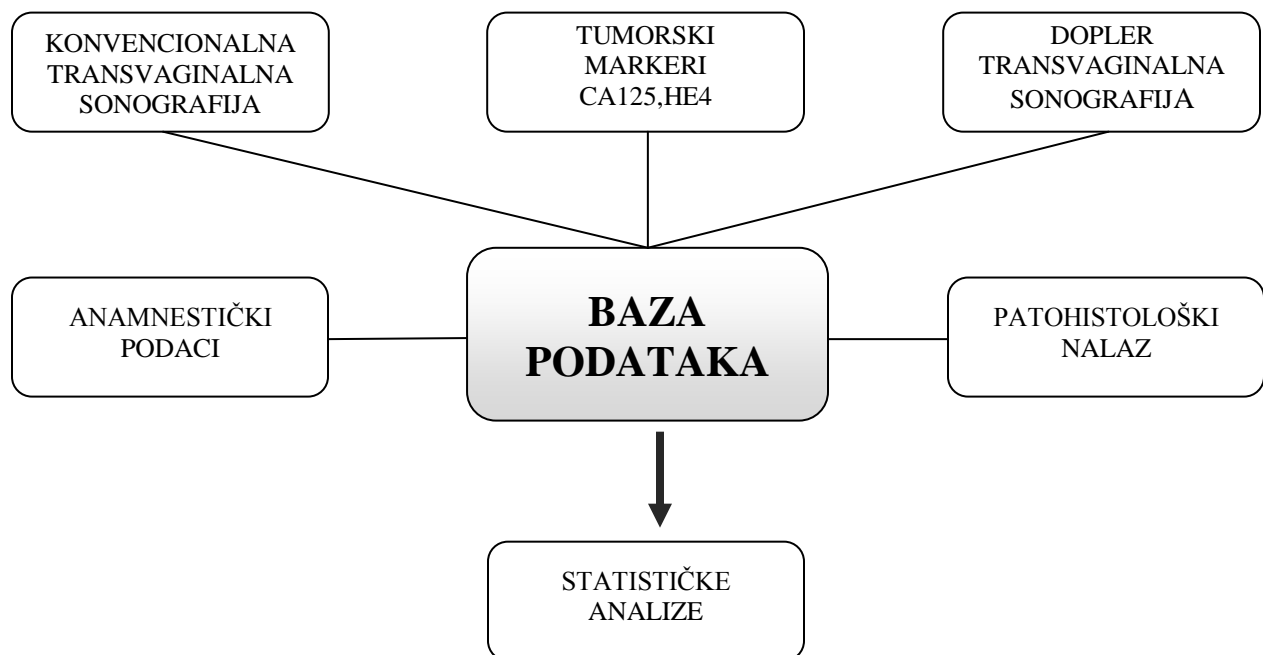 KONVENCIONALNA
TRANSVAGINALNA
SONOGRAFIJA
TUMORSKI
MARKERI
CA125,HE4
DOPLER
TRANSVAGINALNA
SONOGRAFIJA
ANAMNESTIČKI
PODACI
BAZA
PODATAKA
PATOHISTOLOŠKI
NALAZ
STATISTIČKE
ANALIZE